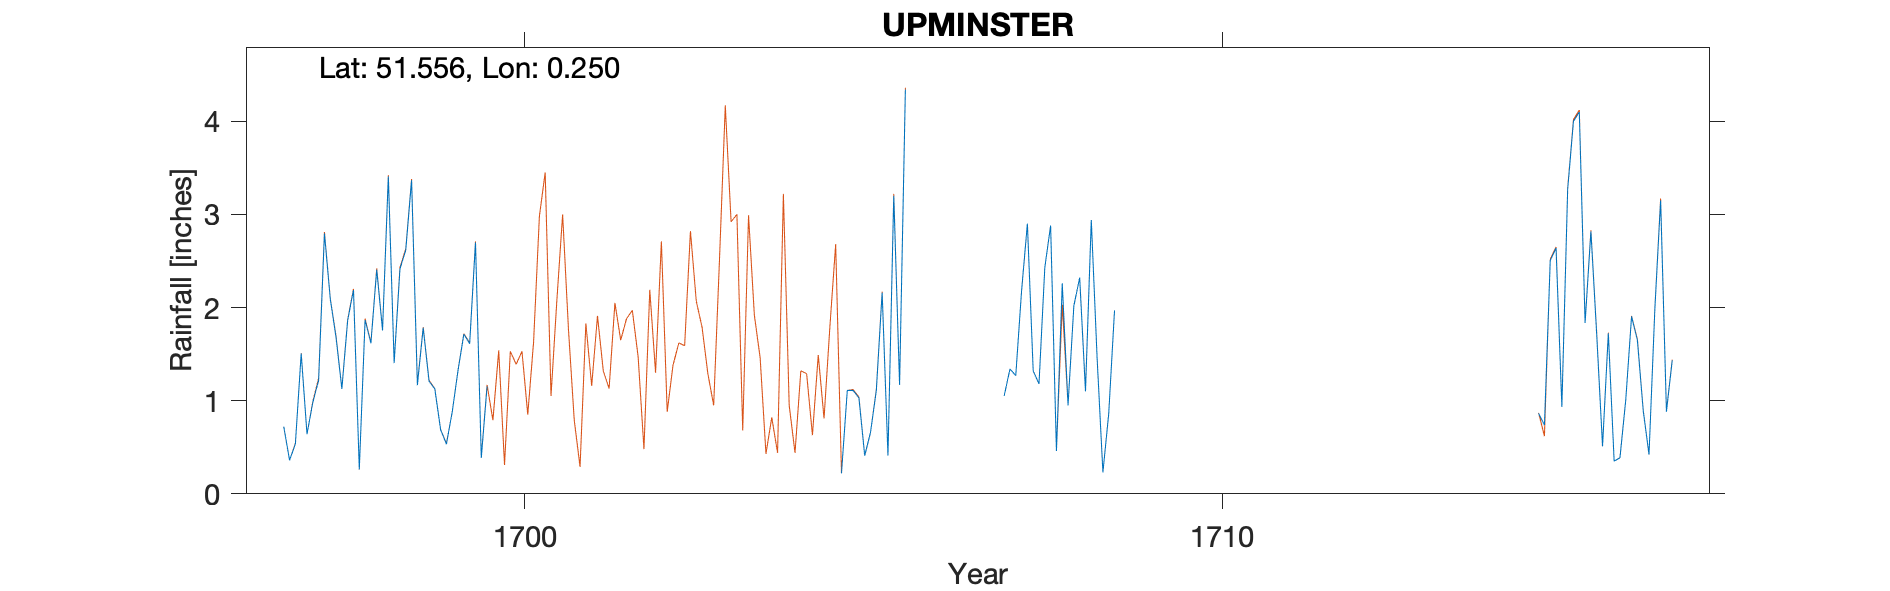 UPMINSTER
Lat: 51.556, Lon: 0.250
4
3
2
1
0
Rainfall [inches]
1700
1710
Year